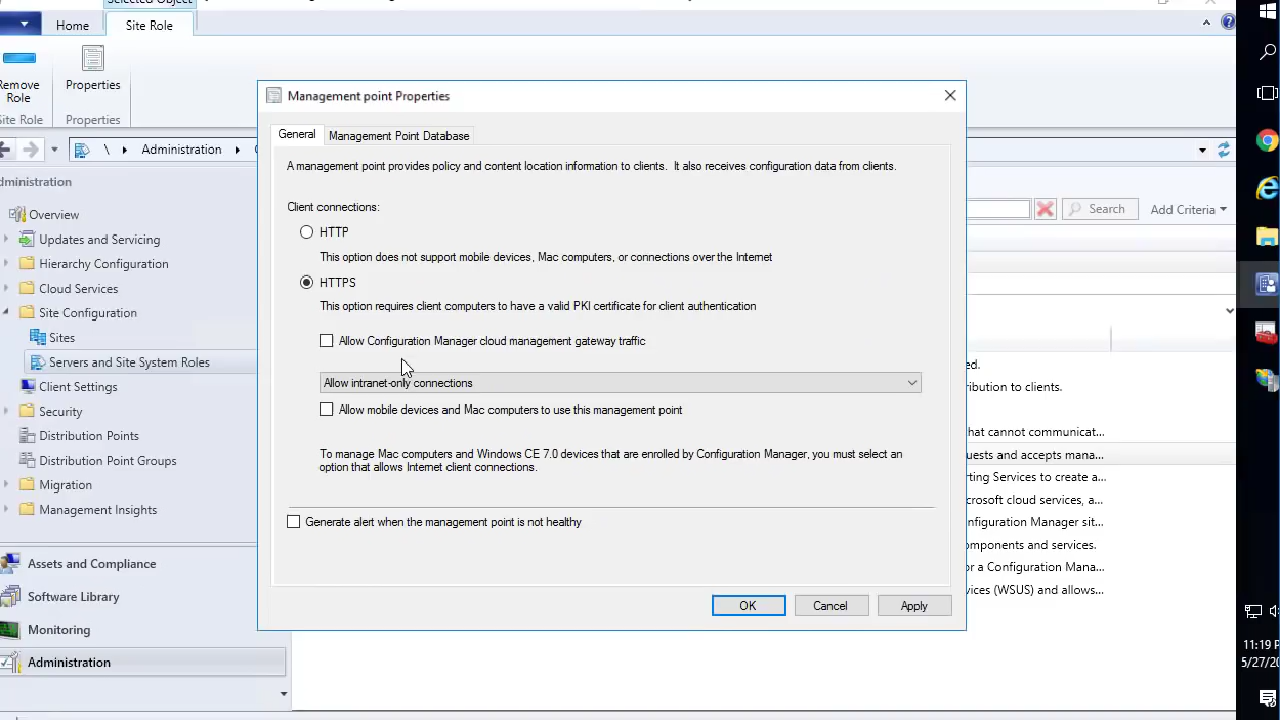 Selected Object
Home
Site Role
Remove
Role
Properties
Site Role
Properties
\
Administration
Management point Properties
General
Management Point Database
A management point provides policy and content location information to clients. It also receives configuration data from clients.
Client connections:
HTTP
This option does not support mobile devices, Mac computers, or connections over the Internet
HTTPS
This option requires client computers to have a valid PKI certificate for client authentication
Allow Configuration Manager cloud management gateway traffic
Allow intranet-only connections
Allow mobile devices and Mac computers to use this management point
To manage Mac computers and Windows CE 7.0 devices that are enrolled by Configuration Manager, you must select an
option that allows Internet client connections.
Generate alert when the management point is not healthy
OK
Cancel
Apply
dministration
Overview
Updates and Servicing
Hierarchy Configuration
Cloud Services
Site Configuration
Sites
Servers and Site System Roles
Client Settings
Security
Distribution Points
Distribution Point Groups
Migration
Management Insights
Assets and Compliance
Software Library
Monitoring
Administration
Search
Add Criteria
ed.
ribution to clients.
hat cannot communicat...
uests and accepts mana...
rting Services to create a...
icrosoft cloud services, a...
nfiguration Manager sit...
omponents and services.
or a Configuration Mana...
vices (WSUS) and allows...
11:19 P
5/27/20